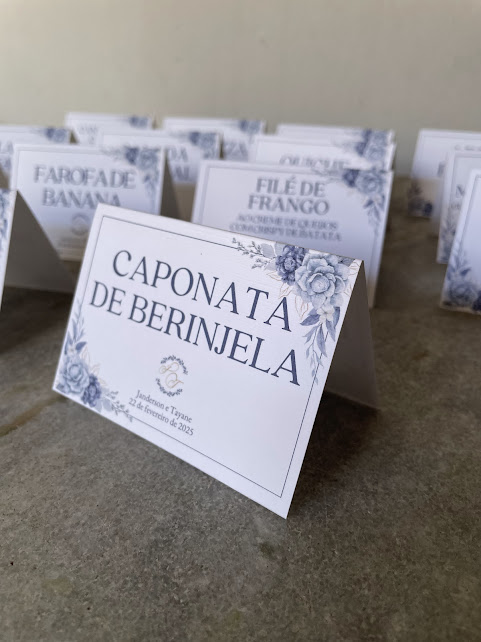 FAROFA DE
BANANA
FILÉ DE
FRANGO
AO CREME DE QUEIJOS
COM CRISPY DE BATATA
CAPONATA
DE BERINJELA
Janderson e Tayane
22 de fevereiro de 2025